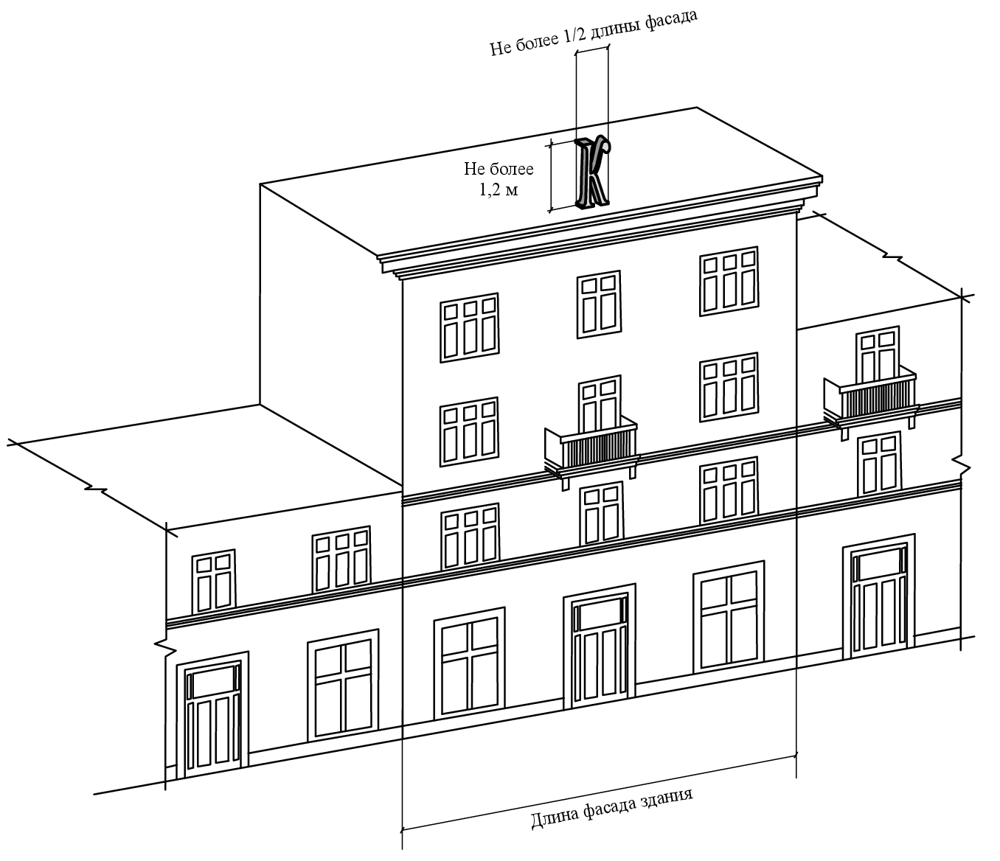 Не более 1/2 длины фасада
Не более
1,2 м
К
Длина фасада здания